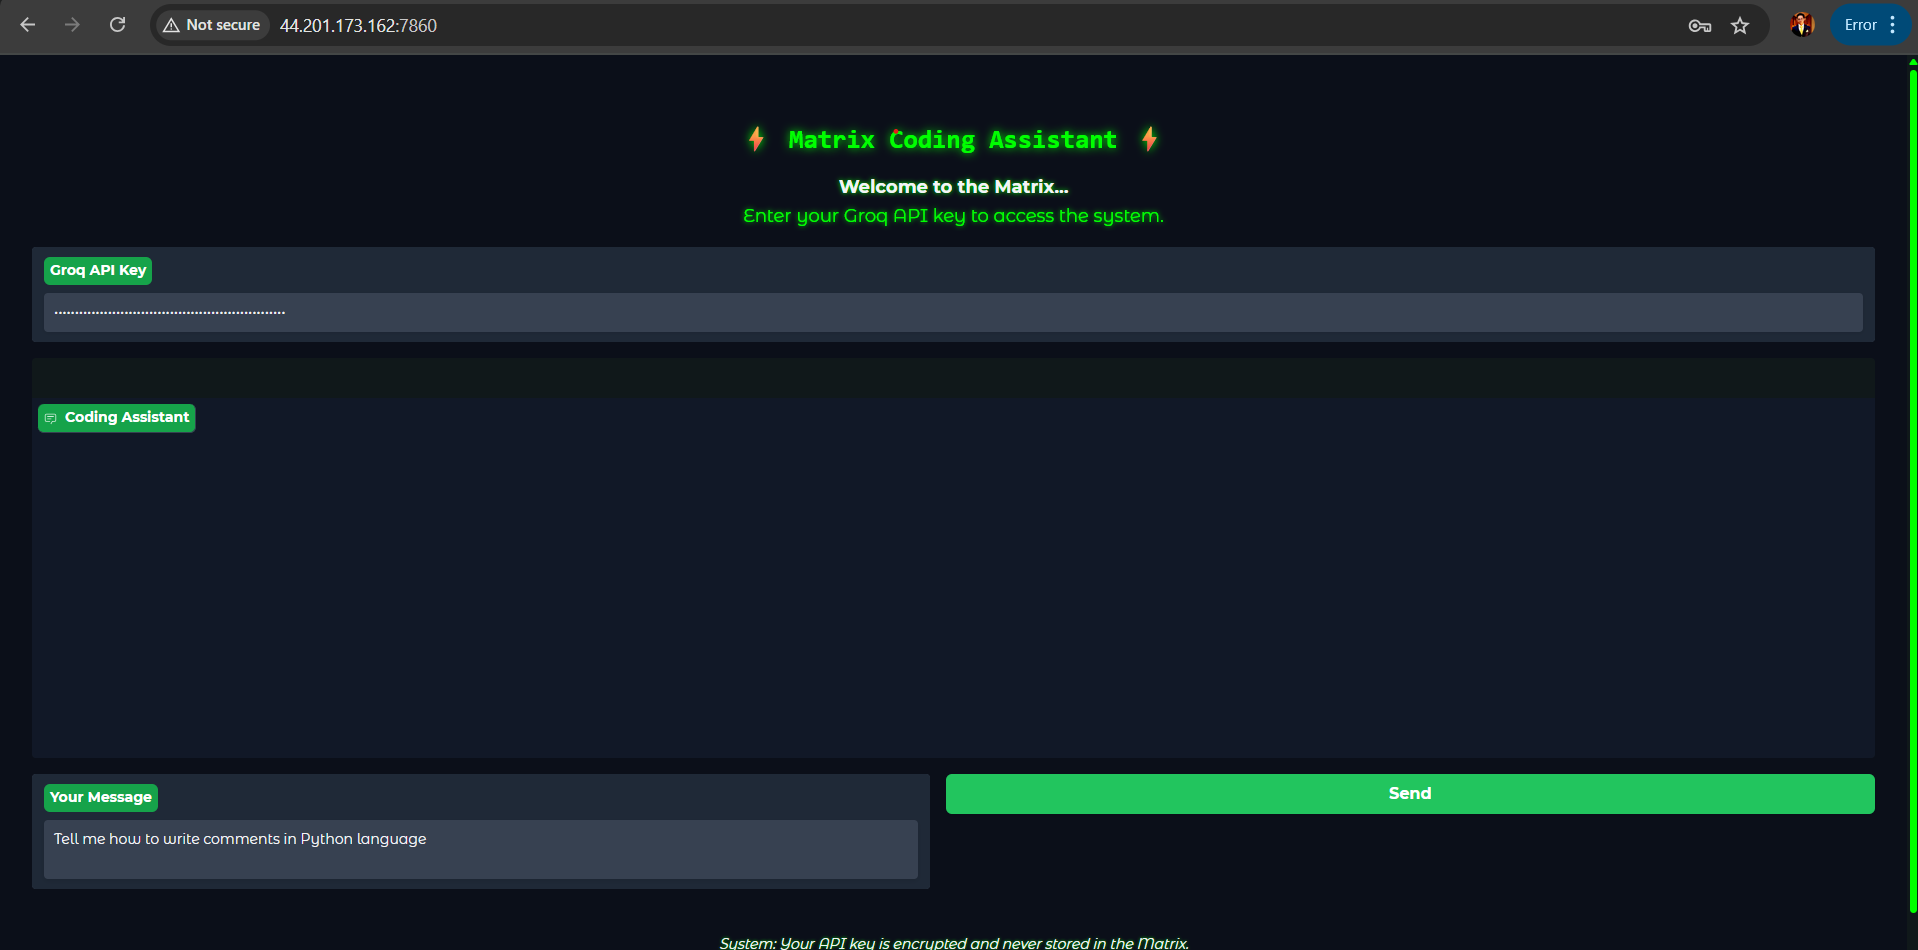 Not secure 44.201.173.162:7860 Error
⚡ Matrix Coding Assistant ⚡
Welcome to the Matrix...
Enter your Groq API key to access the system.
Groq API Key
Coding Assistant
Your Message
Send
Tell me how to write comments in Python language
System: Your API key is encrypted and never stored in the Matrix.